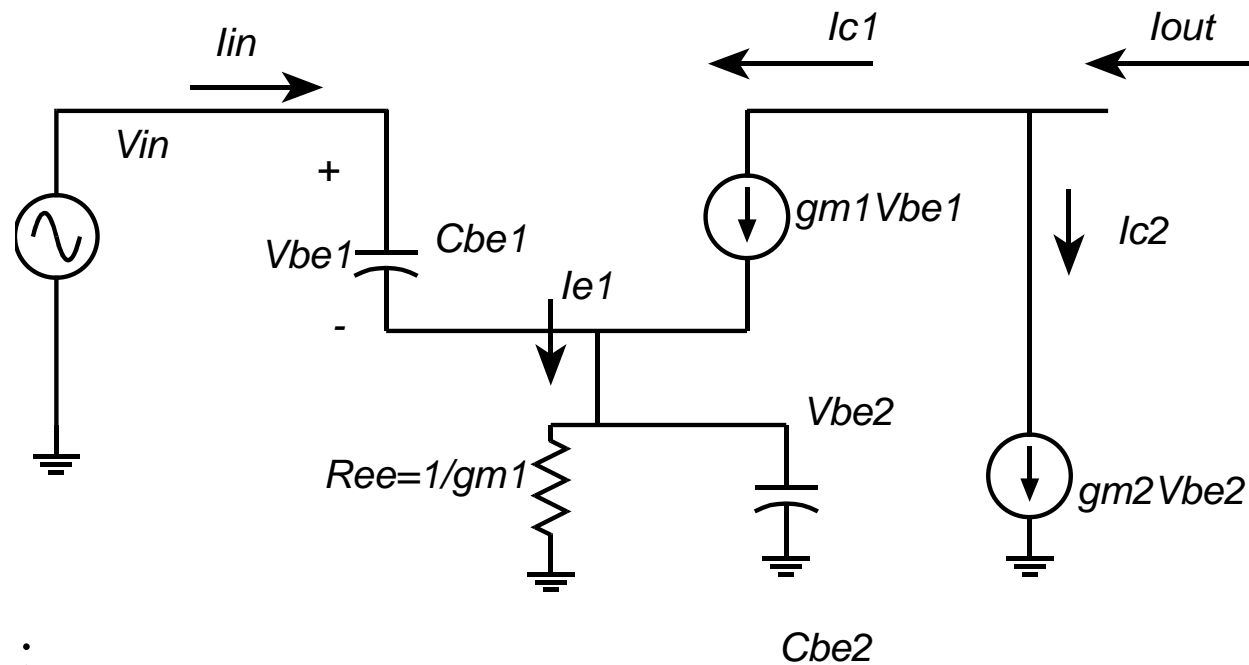 Iin
Ic1
Iout
Vin
+
gm1Vbe1
Vbe1
Cbe1
Ic2
Ie1
-
Vbe2
Ree=1/gm1
gm2Vbe2
Cbe2